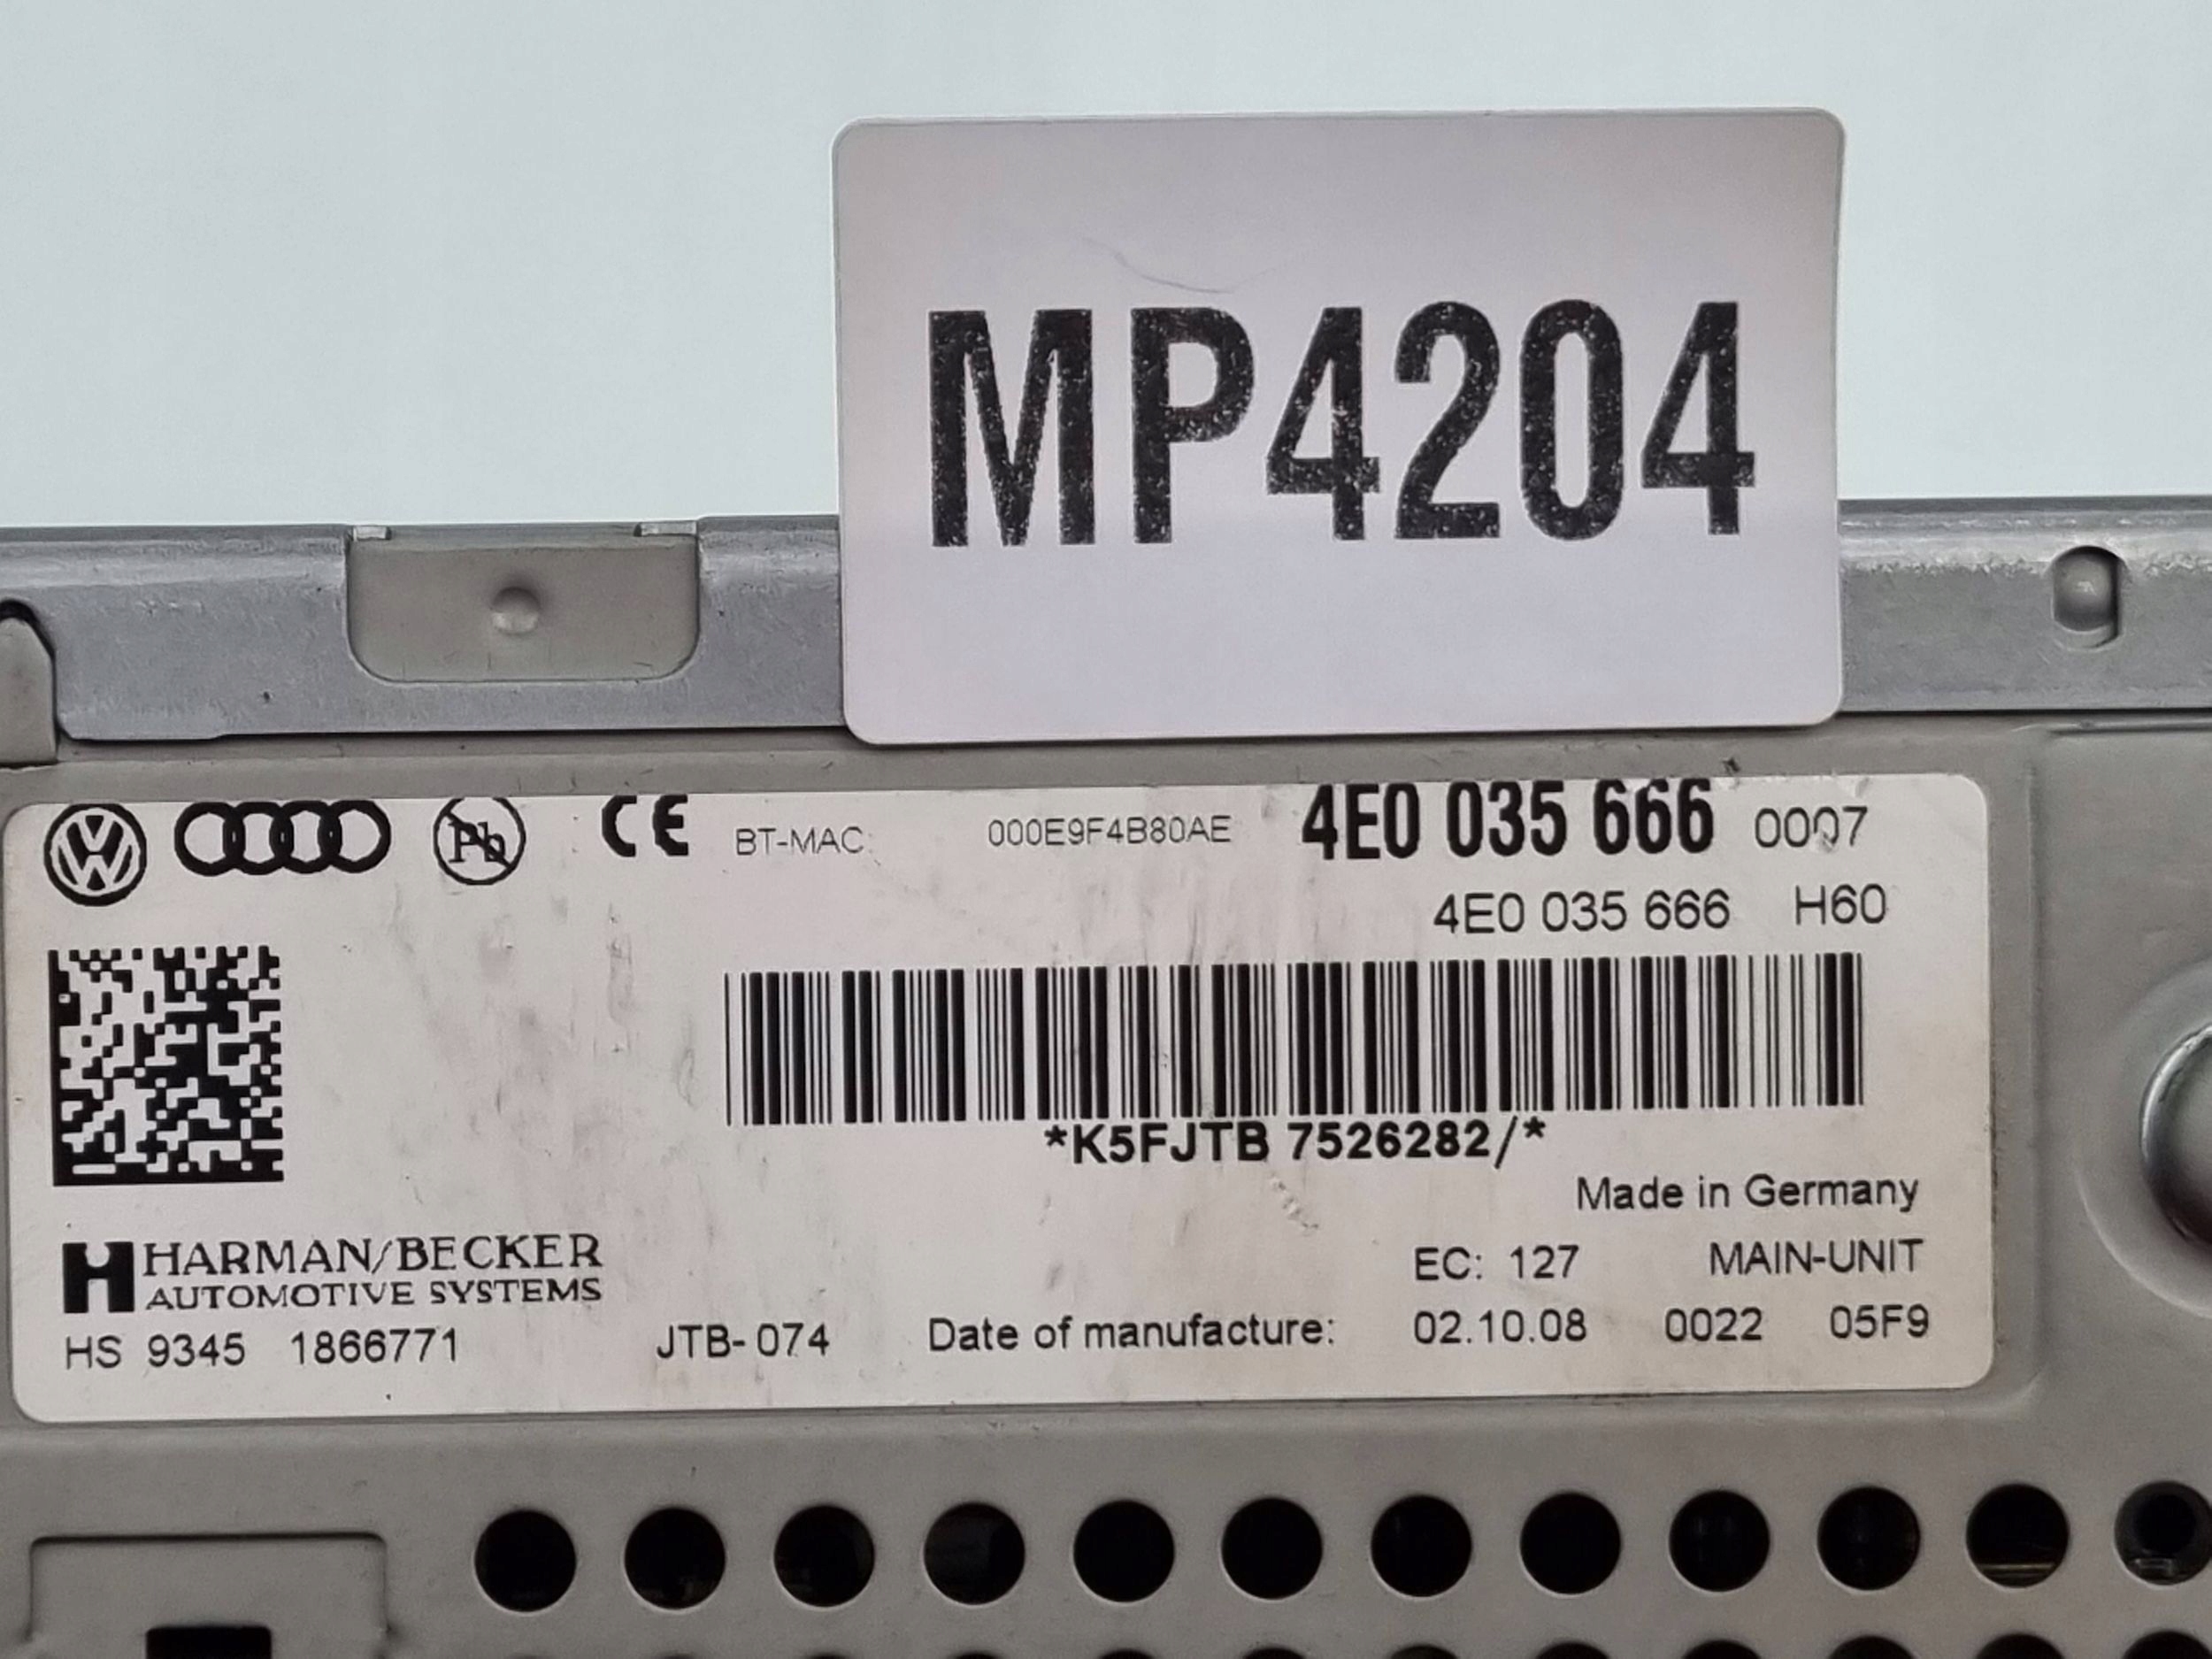 MP4204
Pb CE BT-MAC: 000E9F4B80AE 4E0 035 666 0007
4E0 035 666 H60
*K5FJTB 7526282/*
Made in Germany
HARMAN/BECKER
AUTOMOTIVE SYSTEMS
EC: 127 MAIN-UNIT
HS 9345 1866771 JTB-074 Date of manufacture: 02.10.08 0022 05F9